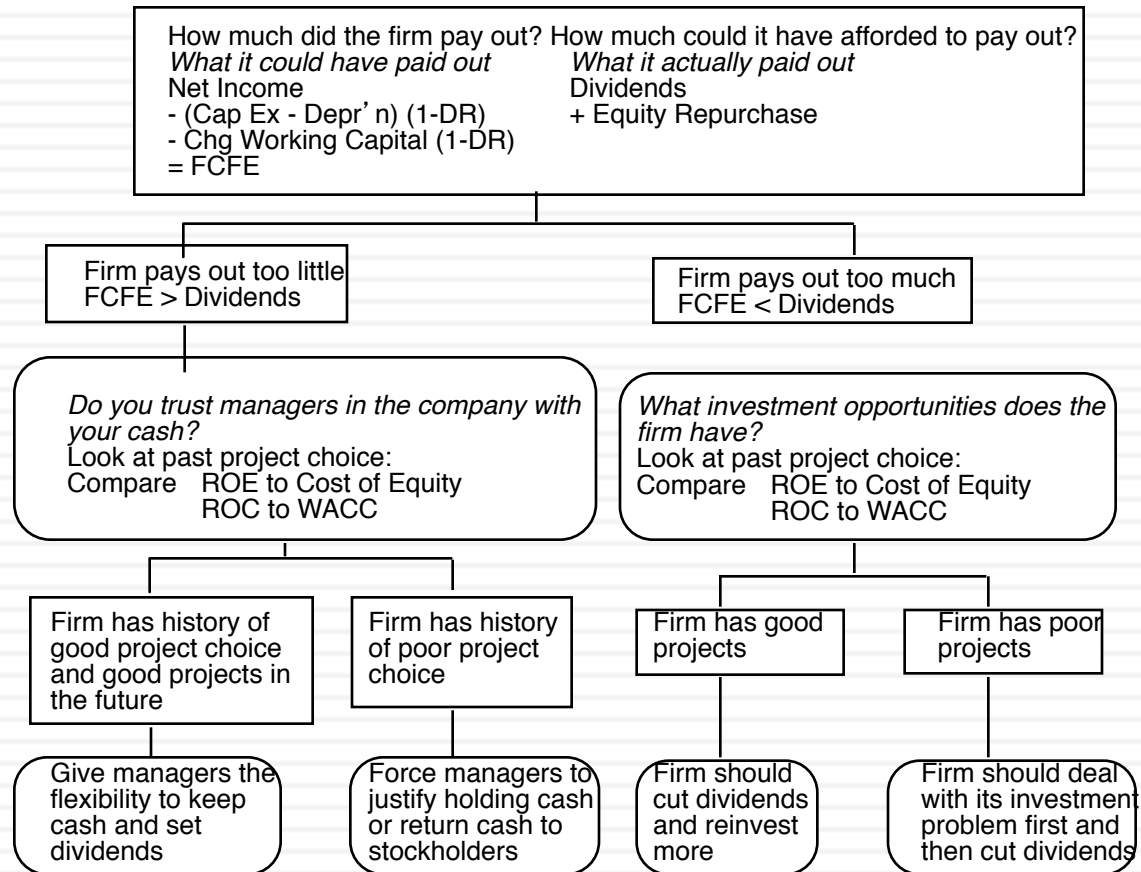 How much did the firm pay out? How much could it have afforded to pay out?
What it could have paid out
What it actually paid out
Net Income
Dividends
- (Cap Ex - Depr’n) (1-DR)
+ Equity Repurchase
- Chg Working Capital (1-DR)
= FCFE
Firm pays out too little
FCFE > Dividends
Firm pays out too much
FCFE < Dividends
Do you trust managers in the company with
your cash?
Look at past project choice:
Compare ROE to Cost of Equity
ROC to WACC
What investment opportunities does the
firm have?
Look at past project choice:
Compare ROE to Cost of Equity
ROC to WACC
Firm has history of
good project choice
and good projects in
the future
Firm has history
of poor project
choice
Firm has good
projects
Firm has poor
projects
Give managers the
flexibility to keep
cash and set
dividends
Force managers to
justify holding cash
or return cash to
stockholders
Firm should
cut dividends
and reinvest
more
Firm should deal
with its investment
problem first and
then cut dividends